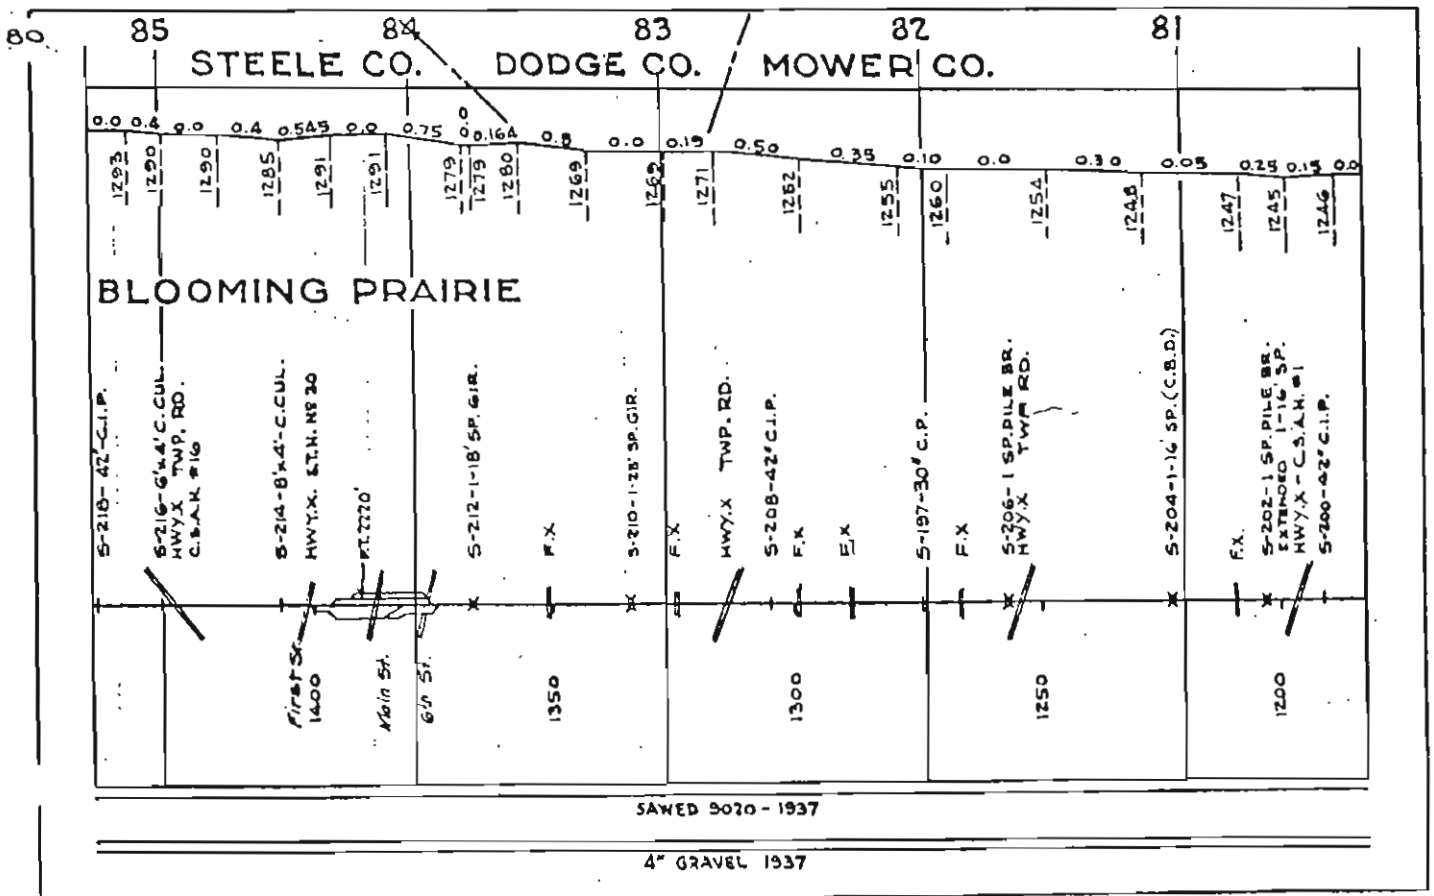 80
85 84 83 82 81
STEELE CO. DODGE CO. MOWER CO.
0.0 0.4 0.0 0.4 0.545 0.0 0.75 0.0 0.164 0.8 0.0 0.19 0.50 0.35 0.10 0.0 0.30 0.05 0.25 0.15 0.0
1293
1290
1290
1285
1291
1291
1279
1279
1280
1269
1269
1271
1262
1255
1260
1254
1248
1247
1245
1246
BLOOMING PRAIRIE
S-218-42"-C.I.P.
S-216-6'x4' C. CUL.
HWY.X TWP. RD.
C.S.A.H. #16
S-214-8'x4'-C.CUL.
HWY.X. S.T.H. Nº 30
P.T. 2220'
S-212-1-18' SP. GIR.
F.X
S-210-1-28' SP. GIR.
F.X
HWY.X TWP. RD.
S-208-42" C.I.P.
F.X
F.X
S-197-30" C.P.
F.X
S-206-1 SP. PILE BR.
HWY.X TWP RD.
S-204-1-16' SP. (C.B.D.)
F.X.
S-202-1 SP. PILE BR.
EXTENDED 1-16' SP.
HWY.X - C.S.A.H. #1
S-200-42" C.I.P.
First St.
1400
Main St.
6th St.
1350
1300
1250
1200
SAWED 9020-1937
4" GRAVEL 1937